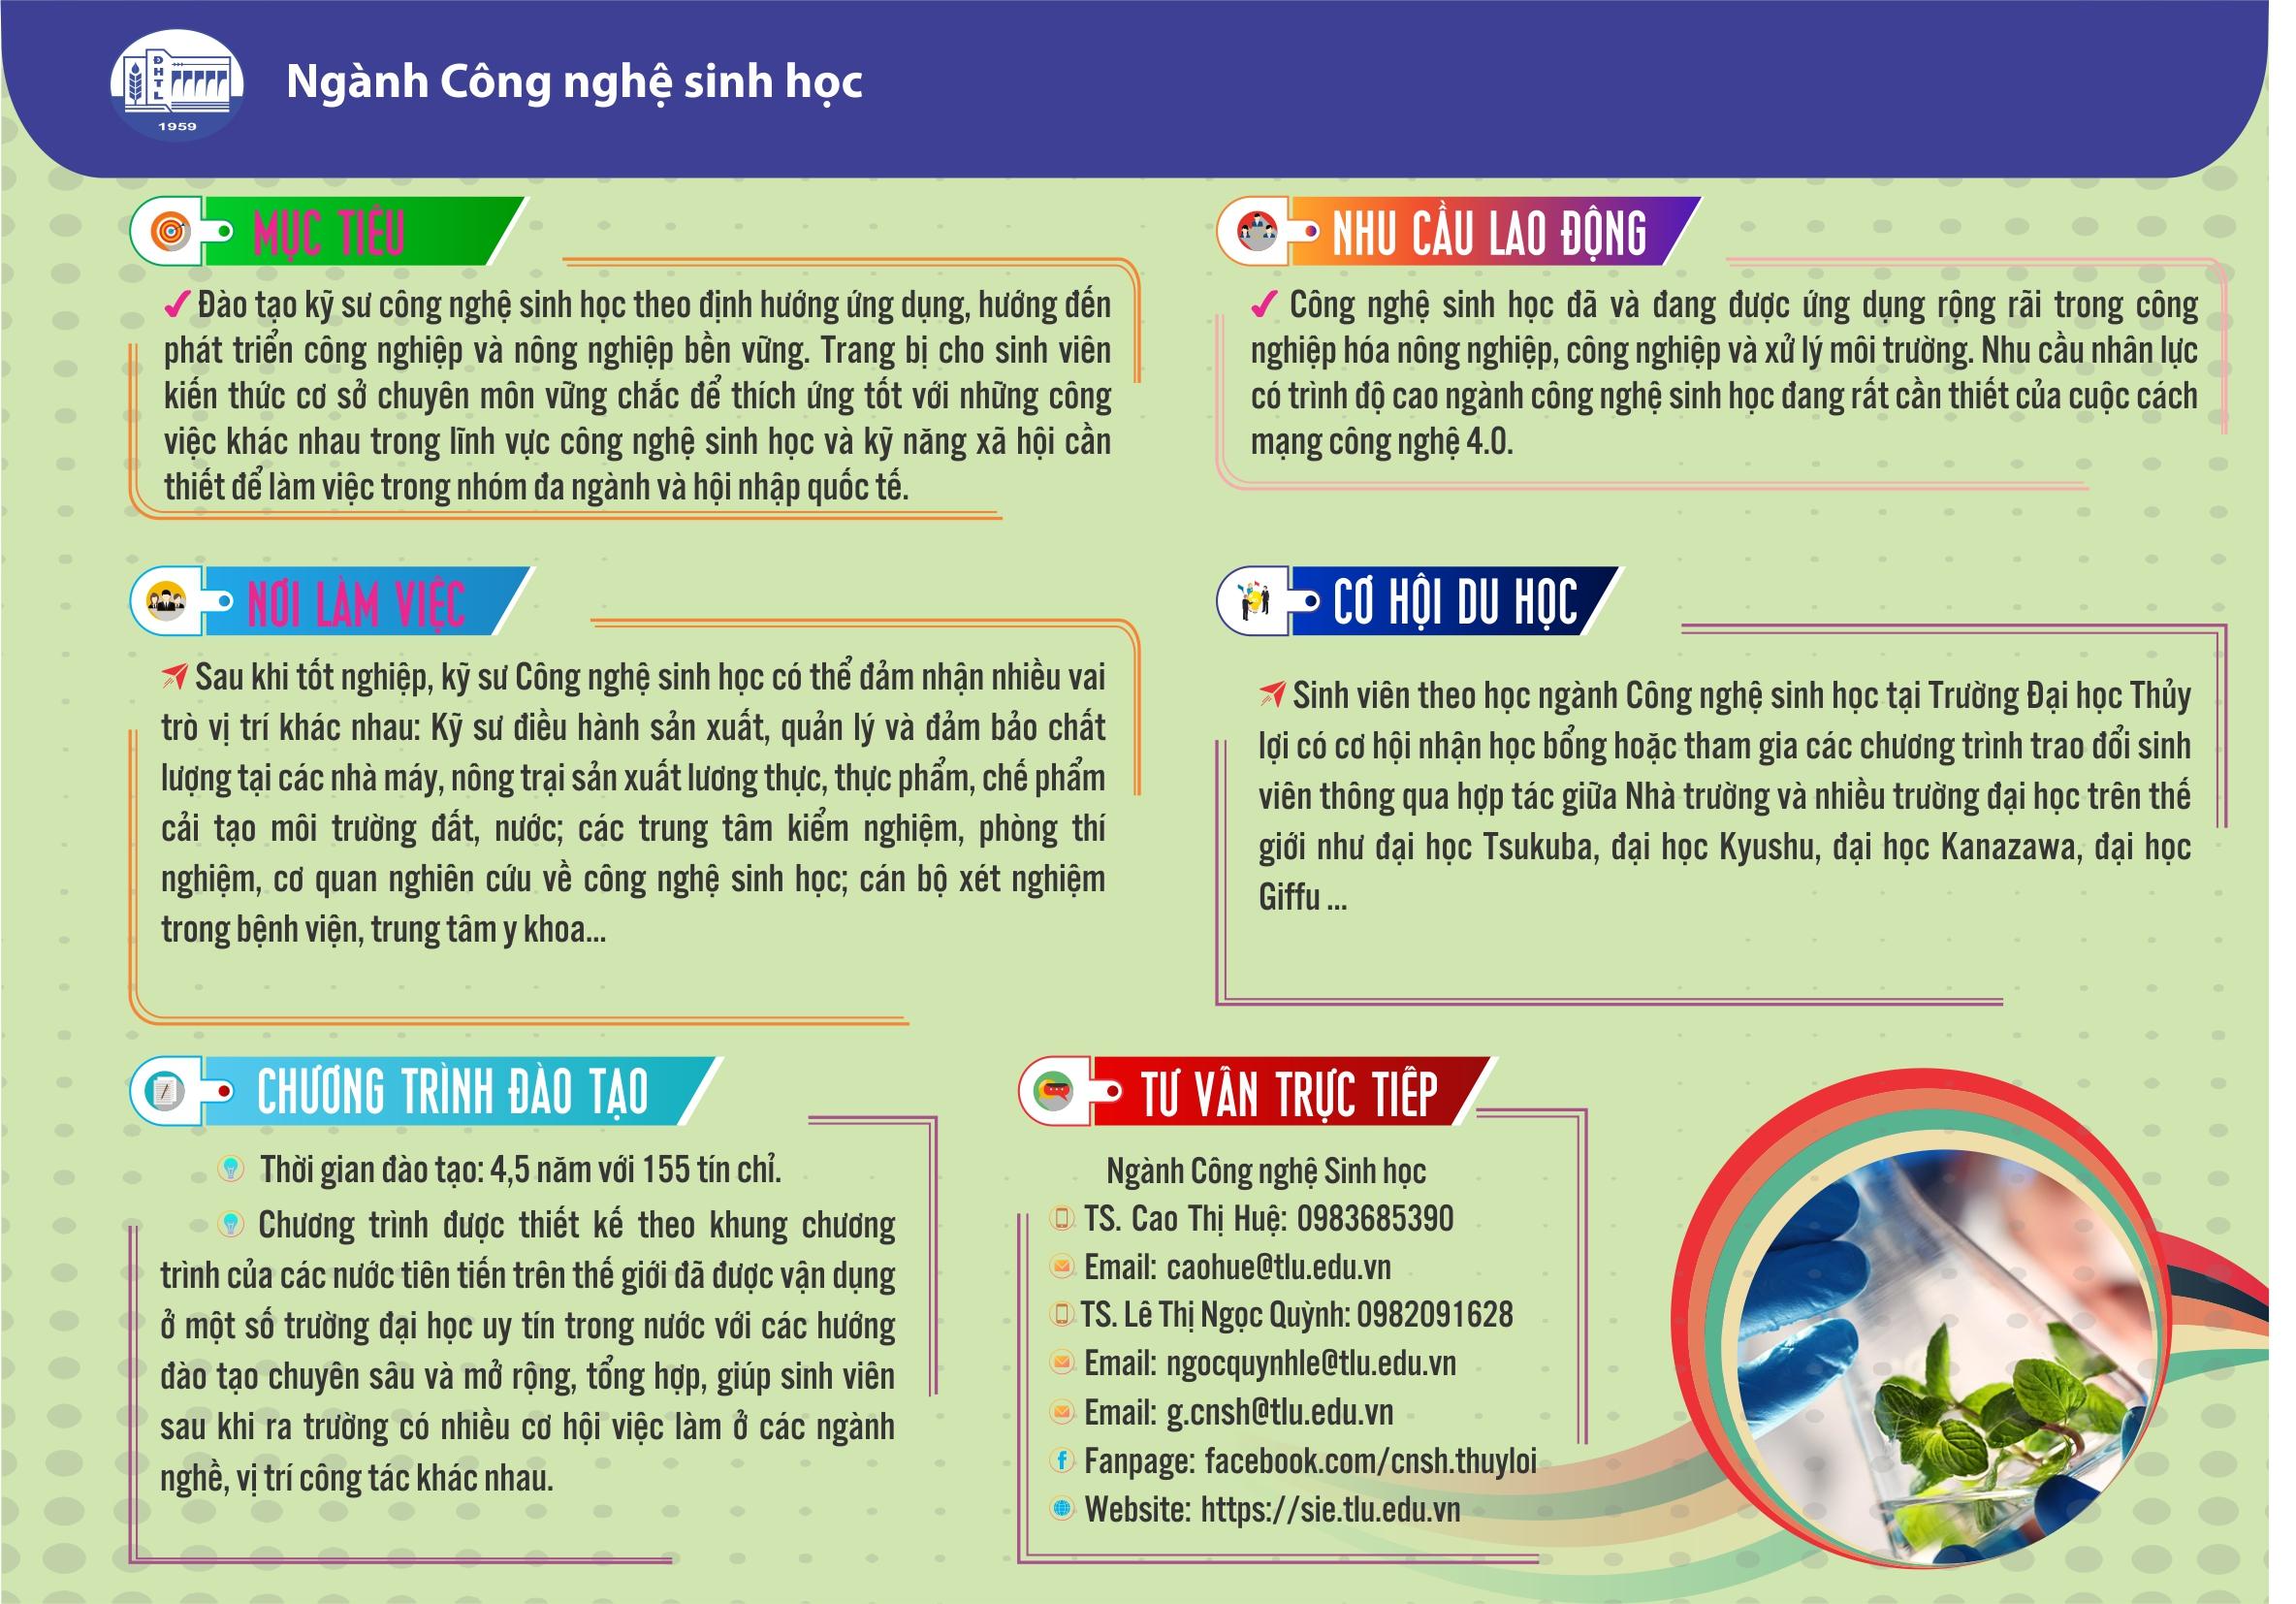 ĐHTL
1959
Ngành Công nghệ sinh học
MỤC TIÊU
Đào tạo kỹ sư công nghệ sinh học theo định hướng ứng dụng, hướng đến
phát triển công nghiệp và nông nghiệp bền vững. Trang bị cho sinh viên
kiến thức cơ sở chuyên môn vững chắc để thích ứng tốt với những công
việc khác nhau trong lĩnh vực công nghệ sinh học và kỹ năng xã hội cần
thiết để làm việc trong nhóm đa ngành và hội nhập quốc tế.
NHU CẦU LAO ĐỘNG
Công nghệ sinh học đã và đang được ứng dụng rộng rãi trong công
nghiệp hóa nông nghiệp, công nghiệp và xử lý môi trường. Nhu cầu nhân lực
có trình độ cao ngành công nghệ sinh học đang rất cần thiết của cuộc cách
mạng công nghệ 4.0.
NƠI LÀM VIỆC
Sau khi tốt nghiệp, kỹ sư Công nghệ sinh học có thể đảm nhận nhiều vai
trò vị trí khác nhau: Kỹ sư điều hành sản xuất, quản lý và đảm bảo chất
lượng tại các nhà máy, nông trại sản xuất lương thực, thực phẩm, chế phẩm
cải tạo môi trường đất, nước; các trung tâm kiểm nghiệm, phòng thí
nghiệm, cơ quan nghiên cứu về công nghệ sinh học; cán bộ xét nghiệm
trong bệnh viện, trung tâm y khoa...
CƠ HỘI DU HỌC
Sinh viên theo học ngành Công nghệ sinh học tại Trường Đại học Thủy
lợi có cơ hội nhận học bổng hoặc tham gia các chương trình trao đổi sinh
viên thông qua hợp tác giữa Nhà trường và nhiều trường đại học trên thế
giới như đại học Tsukuba, đại học Kyushu, đại học Kanazawa, đại học
Giffu ...
CHƯƠNG TRÌNH ĐÀO TẠO
Thời gian đào tạo: 4,5 năm với 155 tín chỉ.
Chương trình được thiết kế theo khung chương
trình của các nước tiên tiến trên thế giới đã được vận dụng
ở một số trường đại học uy tín trong nước với các hướng
đào tạo chuyên sâu và mở rộng, tổng hợp, giúp sinh viên
sau khi ra trường có nhiều cơ hội việc làm ở các ngành
nghề, vị trí công tác khác nhau.
TƯ VẤN TRỰC TIẾP
Ngành Công nghệ Sinh học
TS. Cao Thị Huệ: 0983685390
Email: caohue@tlu.edu.vn
TS. Lê Thị Ngọc Quỳnh: 0982091628
Email: ngocquynhle@tlu.edu.vn
Email: g.cnsh@tlu.edu.vn
Fanpage: facebook.com/cnsh.thuyloi
Website: https://sie.tlu.edu.vn